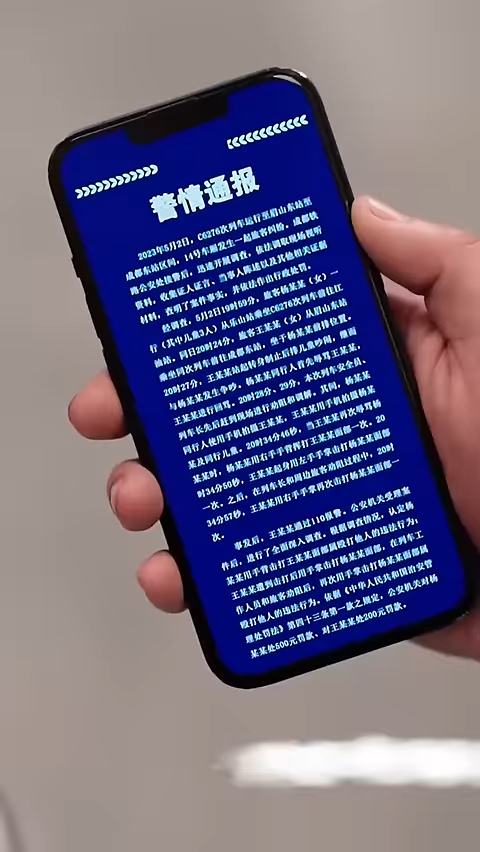 警情通报
2023年5月2日，C6276次列车运行至眉山东站至
成都东站区间，14号车厢发生一起旅客纠纷。成都铁
路公安处接警后，迅速开展调查，依法调取现场视听
资料，收集证人证言、当事人陈述以及其他相关证据
材料，查明了案件事实，并依法作出行政处罚。
经调查，5月2日19时59分，旅客杨某某（女）一
行（其中儿童3人）从乐山站乘坐C6276次列车前往江
油站。同日20时24分，旅客王某某（女）从眉山东站
乘坐同次列车前往成都东站，坐于杨某某前排位置。
20时27分，王某某站起转身制止后排儿童吵闹，继而
与杨某某发生争吵。杨某某同行人首先辱骂王某某，
王某某进行回骂。20时28分、29分，本次列车安全员、
列车长先后赶到现场进行劝阻和调解。其间，杨某某
同行人使用手机拍摄王某某，王某某用手机拍摄杨某
某及同行儿童。20时34分46秒，当王某某再次辱骂杨
某某时，杨某某用右手手背挥打王某某面部一次。20
时34分50秒，王某某起身用左手手掌击打杨某某面部
一次。之后，在列车长和周边旅客劝阻过程中，20时
34分57秒，王某某用右手手掌再次击打杨某某面部一
次。
事发后，王某某通过110报警。公安机关受理案
件后，进行了全面深入调查。根据调查情况，认定杨
某某用手背击打王某某面部属殴打他人的违法行为；
王某某遭到击打后用手掌击打杨某某面部，在列车工
作人员和旅客劝阻后，再次用手掌击打杨某某面部属
殴打他人的违法行为。依据《中华人民共和国治安管
理处罚法》第四十三条第一款之规定，公安机关对杨
某某处500元罚款、对王某某处200元罚款。